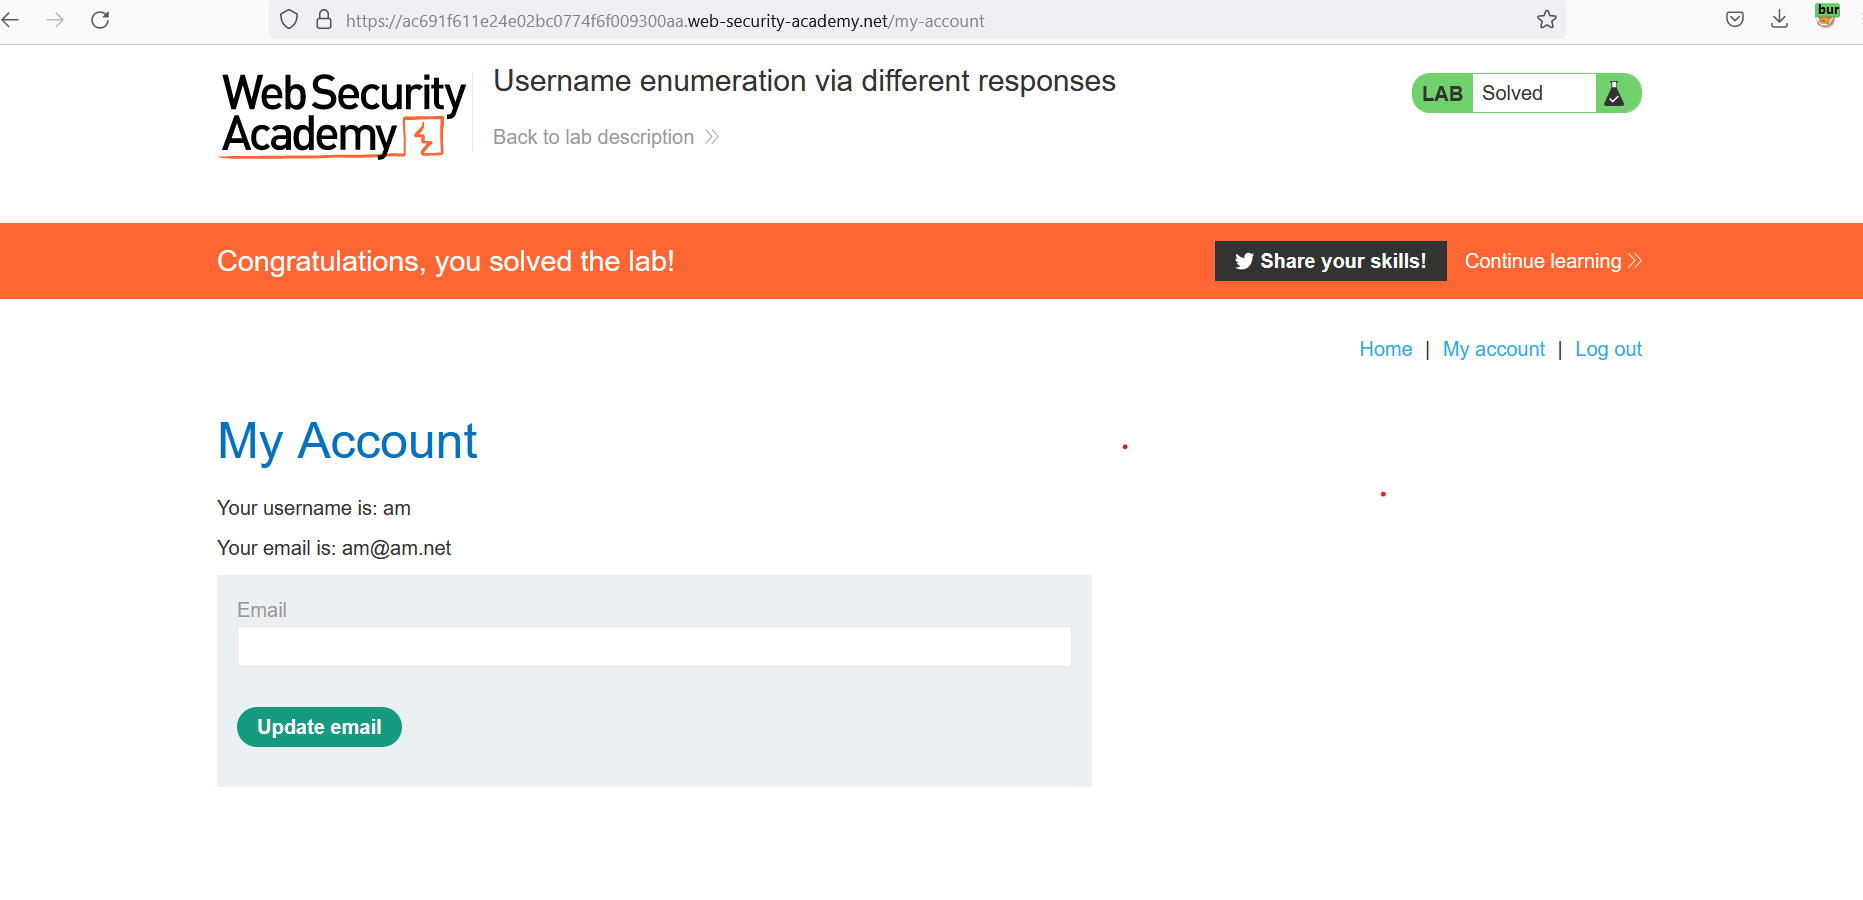 https://ac691f611e24e02bc0774f6f009300aa.web-security-academy.net/my-account
bur
Web Security
Academy
Username enumeration via different responses
Back to lab description
LAB Solved
Congratulations, you solved the lab!
Share your skills!
Continue learning
Home | My account | Log out
My Account
Your username is: am
Your email is: am@am.net
Email
Update email